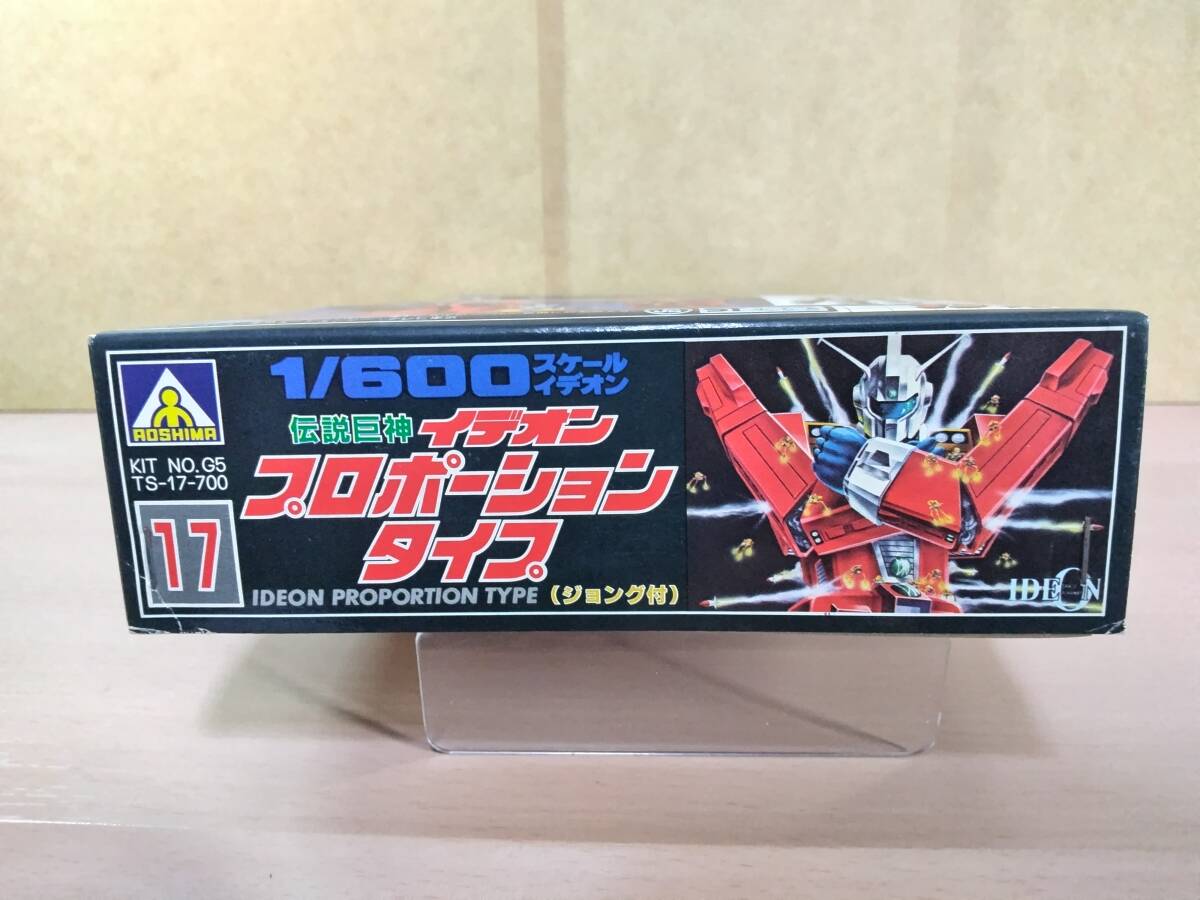 AOSHIMA
KIT NO.G5
TS-17-700
17
1/600スケール
イデオン
伝説巨神 イデオン
プロポーション
タイプ
IDEON PROPORTION TYPE (ジョング付)
IDEON